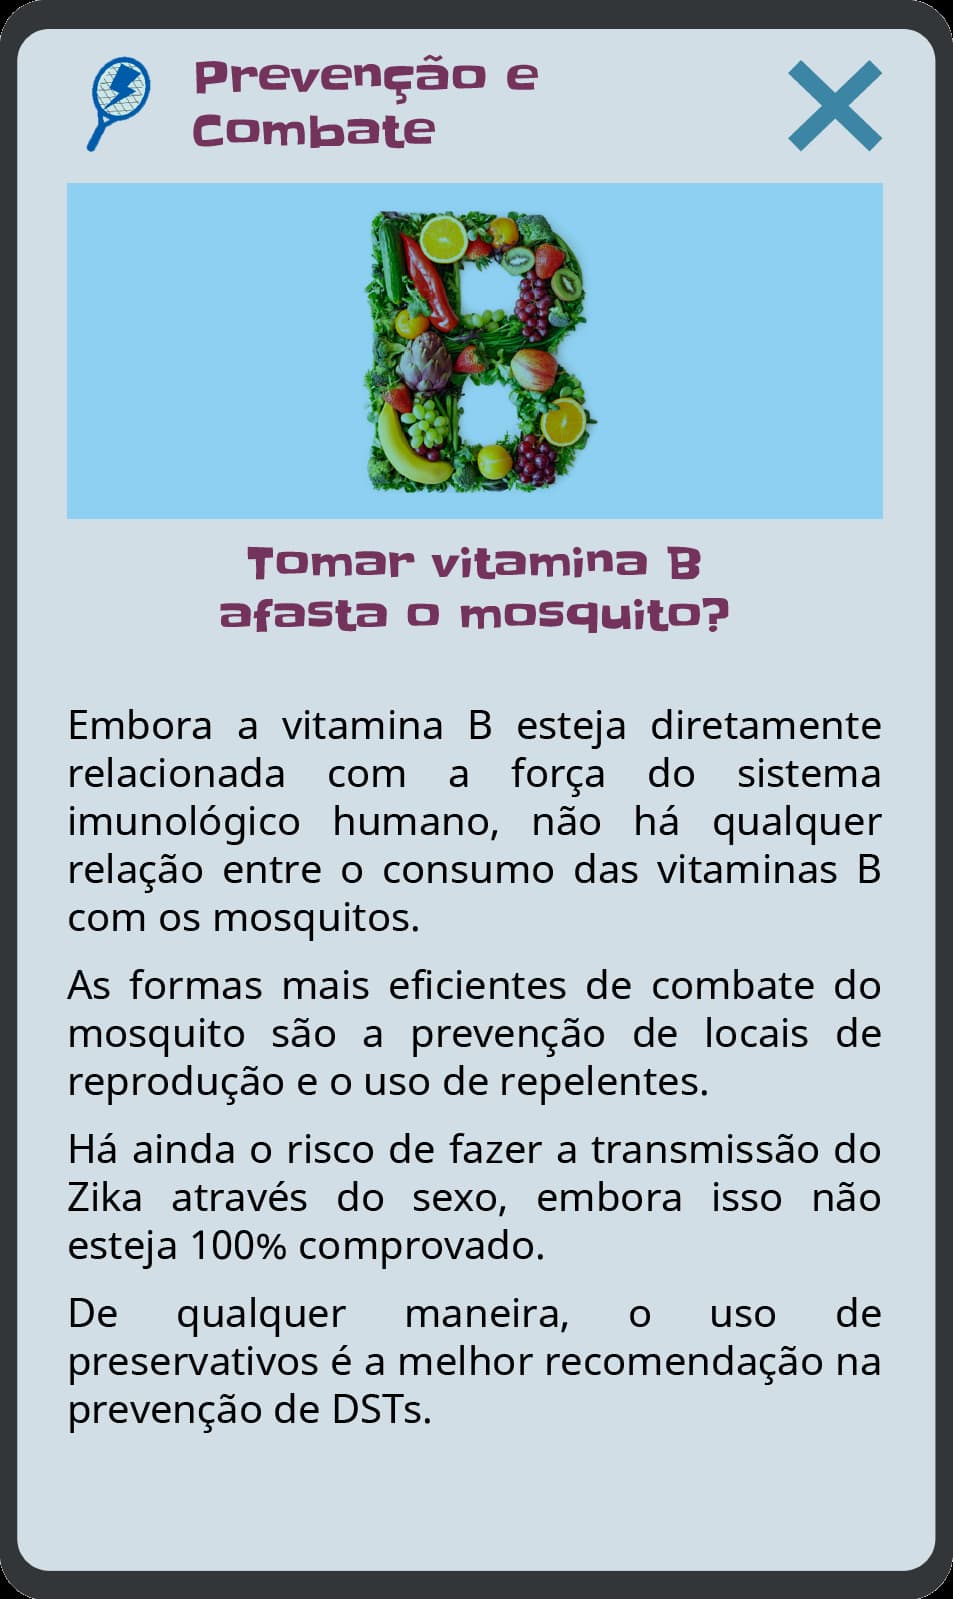 Prevenção e
Combate
Tomar vitamina B
afasta o mosquito?
Embora a vitamina B esteja diretamente
relacionada com a força do sistema
imunológico humano, não há qualquer
relação entre o consumo das vitaminas B
com os mosquitos.
As formas mais eficientes de combate do
mosquito são a prevenção de locais de
reprodução e o uso de repelentes.
Há ainda o risco de fazer a transmissão do
Zika através do sexo, embora isso não
esteja 100% comprovado.
De qualquer maneira, o uso de
preservativos é a melhor recomendação na
prevenção de DSTs.